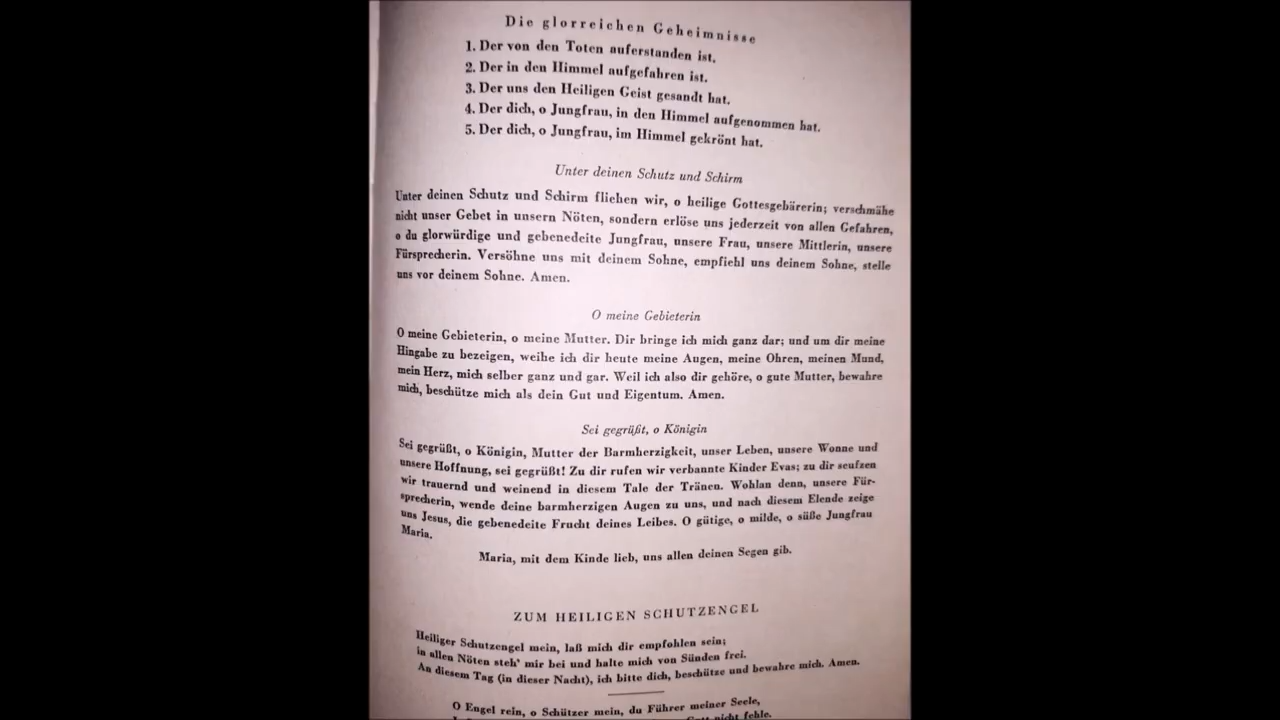 Die glorreichen Geheimnisse
1. Der von den Toten auferstanden ist.
2. Der in den Himmel aufgefahren ist.
3. Der uns den Heiligen Geist gesandt hat.
4. Der dich, o Jungfrau, in den Himmel aufgenommen hat.
5. Der dich, o Jungfrau, im Himmel gekrönt hat.
Unter deinen Schutz und Schirm
Unter deinen Schutz und Schirm fliehen wir, o heilige Gottesgebärerin; verschmähe
nicht unser Gebet in unsern Nöten, sondern erlöse uns jederzeit von allen Gefahren,
o du glorwürdige und gebenedeite Jungfrau, unsere Frau, unsere Mittlerin, unsere
Fürsprecherin. Versöhne uns mit deinem Sohne, empfiehl uns deinem Sohne, stelle
uns vor deinem Sohne. Amen.
O meine Gebieterin
O meine Gebieterin, o meine Mutter. Dir bringe ich mich ganz dar; und um dir meine
Hingabe zu bezeigen, weihe ich dir heute meine Augen, meine Ohren, meinen Mund,
mein Herz, mich selber ganz und gar. Weil ich also dir gehöre, o gute Mutter, bewahre
mich, beschütze mich als dein Gut und Eigentum. Amen.
Sei gegrüßt, o Königin
Sei gegrüßt, o Königin, Mutter der Barmherzigkeit, unser Leben, unsere Wonne und
unsere Hoffnung, sei gegrüßt! Zu dir rufen wir verbannte Kinder Evas; zu dir seufzen
wir trauernd und weinend in diesem Tale der Tränen. Wohlan denn, unsere Für-
sprecherin, wende deine barmherzigen Augen zu uns, und nach diesem Elende zeige
uns Jesus, die gebenedeite Frucht deines Leibes. O gütige, o milde, o süße Jungfrau
Maria.
Maria, mit dem Kinde lieb, uns allen deinen Segen gib.
ZUM HEILIGEN SCHUTZENGEL
Heiliger Schutzengel mein, laß mich dir empfohlen sein;
in allen Nöten steh' mir bei und halte mich von Sünden frei.
An diesem Tag (in dieser Nacht), ich bitte dich, beschütze und bewahre mich. Amen.
O Engel rein, o Schützer mein, du Führer meiner Seele,
nicht fehle.